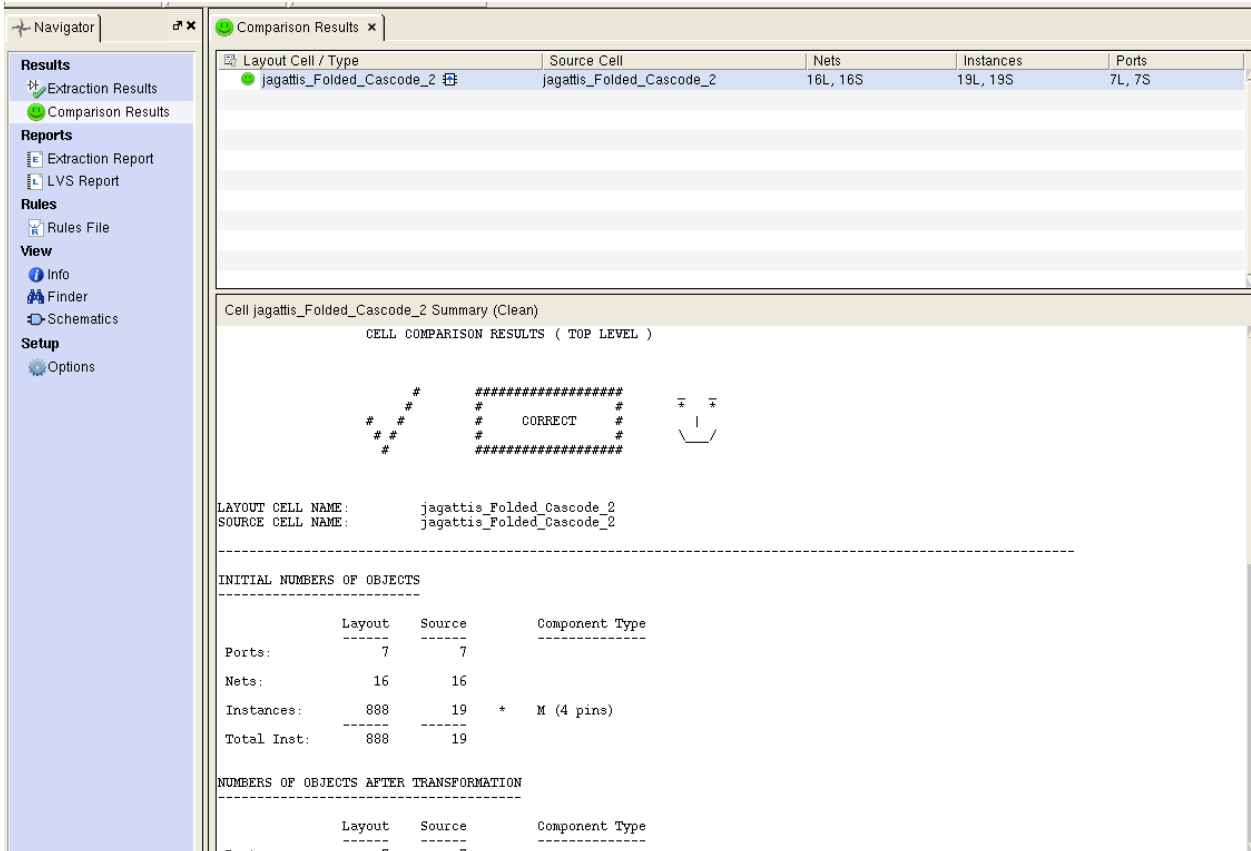 Navigator
Results
Extraction Results
Comparison Results
Reports
Extraction Report
LVS Report
Rules
Rules File
View
Info
Finder
Schematics
Setup
Options
Comparison Results
Layout Cell / Type Source Cell Nets Instances Ports
jagattis_Folded_Cascode_2 jagattis_Folded_Cascode_2 16L, 16S 19L, 19S 7L, 7S
Cell jagattis_Folded_Cascode_2 Summary (Clean)
CELL COMPARISON RESULTS ( TOP LEVEL )
# ################### _ _
# # # * *
# # # CORRECT # |
# # # # \___/
# ###################
LAYOUT CELL NAME: jagattis_Folded_Cascode_2
SOURCE CELL NAME: jagattis_Folded_Cascode_2
INITIAL NUMBERS OF OBJECTS
Layout Source Component Type
Ports: 7 7
Nets: 16 16
Instances: 888 19 * M (4 pins)
Total Inst: 888 19
NUMBERS OF OBJECTS AFTER TRANSFORMATION
Layout Source Component Type